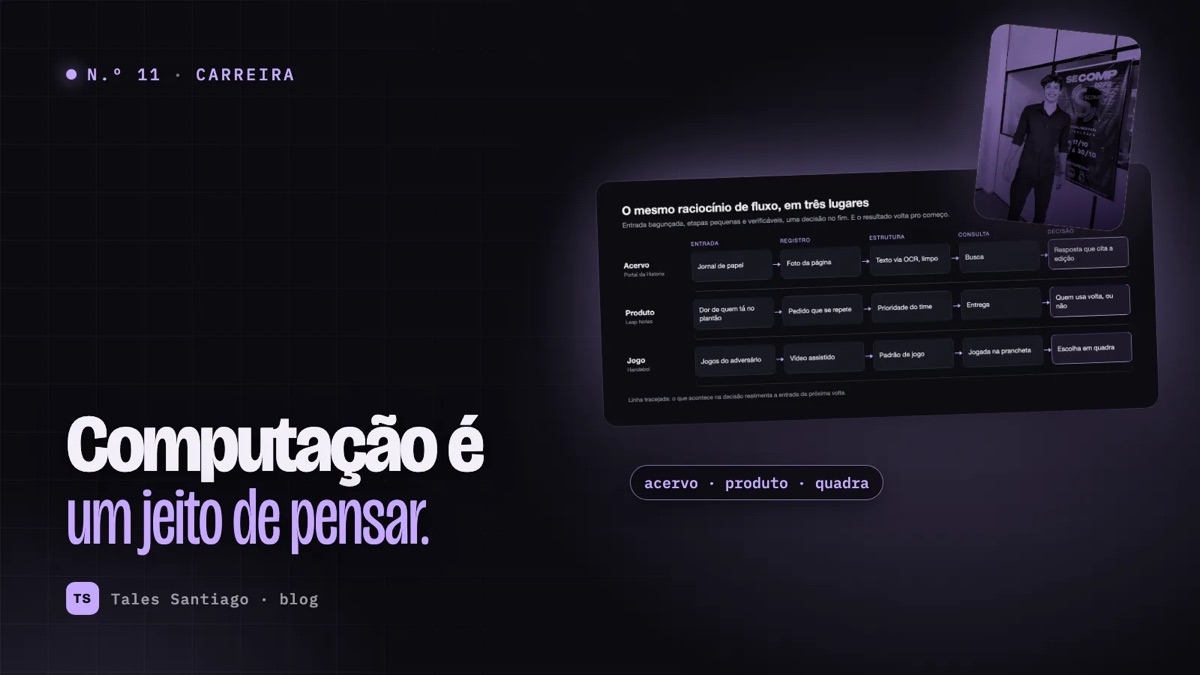 N.º 11 · CARREIRA
SECOMP
17/10
20/10
O mesmo raciocínio de fluxo, em três lugares
Entrada bagunçada, etapas pequenas e verificáveis, uma decisão no fim. E o resultado volta pro começo.
ENTRADA
REGISTRO
ESTRUTURA
CONSULTA
DECISÃO
Acervo
Portal da História
Jornal de papel
Foto da página
Texto via OCR, limpo
Busca
Resposta que cita a
edição
Produto
Leap Notes
Dor de quem tá no
plantão
Pedido que se repete
Prioridade do time
Entrega
Quem usa volta, ou
não
Jogo
Handebol
Jogos do adversário
Vídeo assistido
Padrão de jogo
Jogada na prancheta
Escolha em quadra
Linha tracejada: o que acontece na decisão realimenta a entrada da próxima volta.
acervo · produto · quadra
Computação é
um jeito de pensar.
TS
Tales Santiago · blog